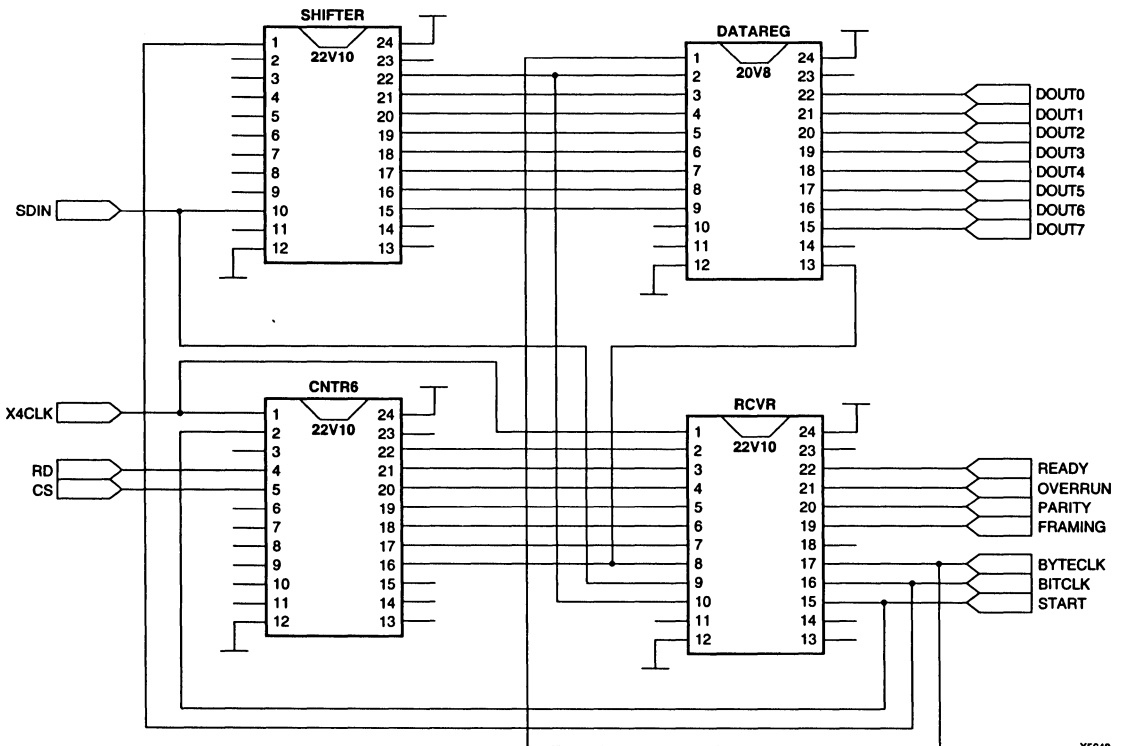 SHIFTER
22V10
1 24
2 23
3 22
4 21
5 20
6 19
7 18
8 17
9 16
10 15
11 14
12 13
DATAREG
20V8
1 24
2 23
3 22
4 21
5 20
6 19
7 18
8 17
9 16
10 15
11 14
12 13
DOUT0
DOUT1
DOUT2
DOUT3
DOUT4
DOUT5
DOUT6
DOUT7
SDIN
X4CLK
RD
CS
CNTR6
22V10
1 24
2 23
3 22
4 21
5 20
6 19
7 18
8 17
9 16
10 15
11 14
12 13
RCVR
22V10
1 24
2 23
3 22
4 21
5 20
6 19
7 18
8 17
9 16
10 15
11 14
12 13
READY
OVERRUN
PARITY
FRAMING
BYTECLK
BITCLK
START